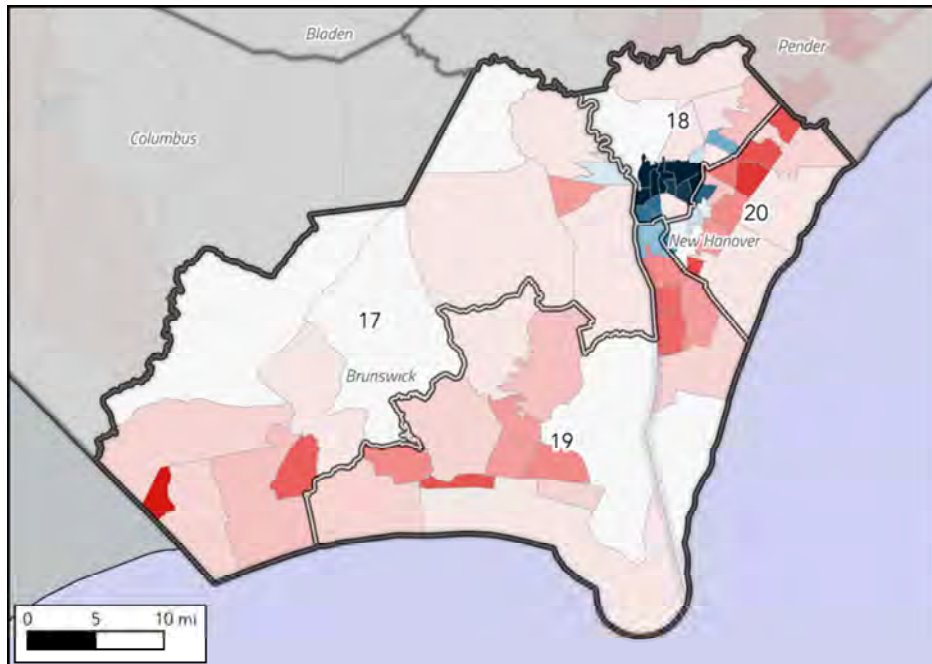 Bladen
Pender
Columbus
18
20
New Hanover
17
Brunswick
19
0 5 10 mi